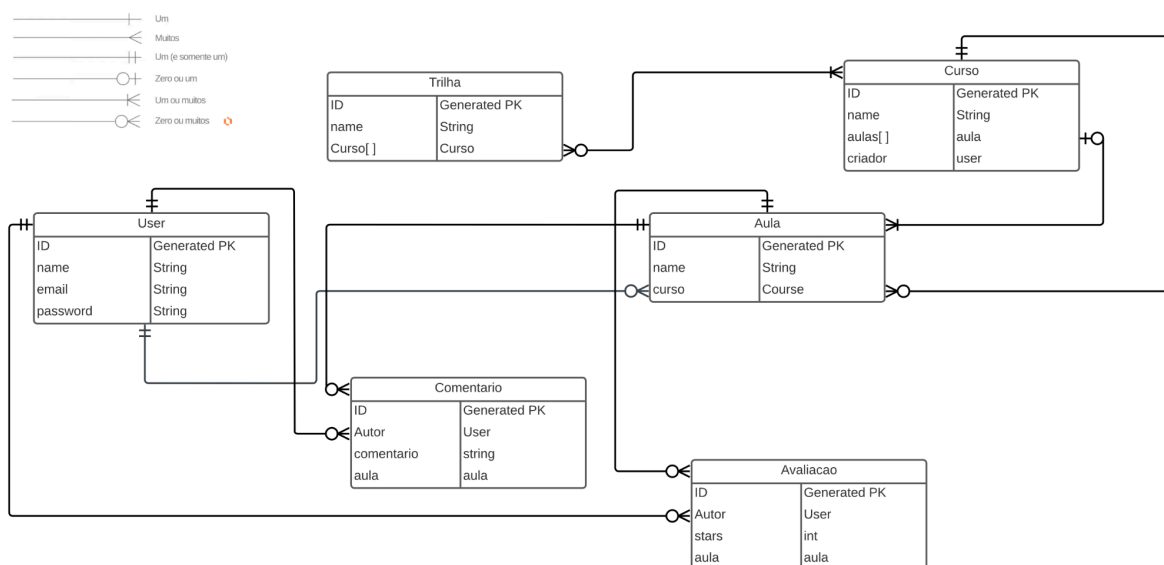 Um
Muitos
Um (e somente um)
Zero ou um
Um ou muitos
Zero ou muitos
Trilha
ID Generated PK
name String
Curso[ ] Curso
Curso
ID Generated PK
name String
aulas[ ] aula
criador user
User
ID Generated PK
name String
email String
password String
Aula
ID Generated PK
name String
curso Course
Comentario
ID Generated PK
Autor User
comentario string
aula aula
Avaliacao
ID Generated PK
Autor User
stars int
aula aula